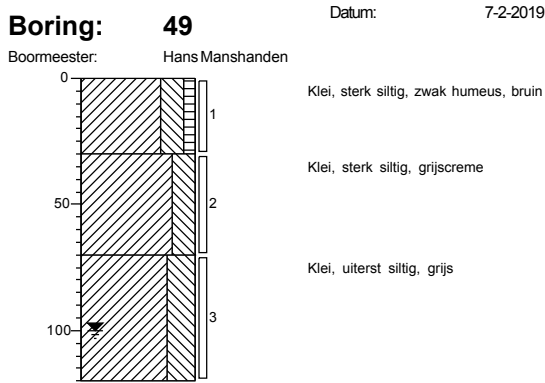 Boring: 49
Datum: 7-2-2019
Boormeester: Hans Manshanden
0
Klei, sterk siltig, zwak humeus, bruin
1
Klei, sterk siltig, grijscreme
50
2
Klei, uiterst siltig, grijs
3
100